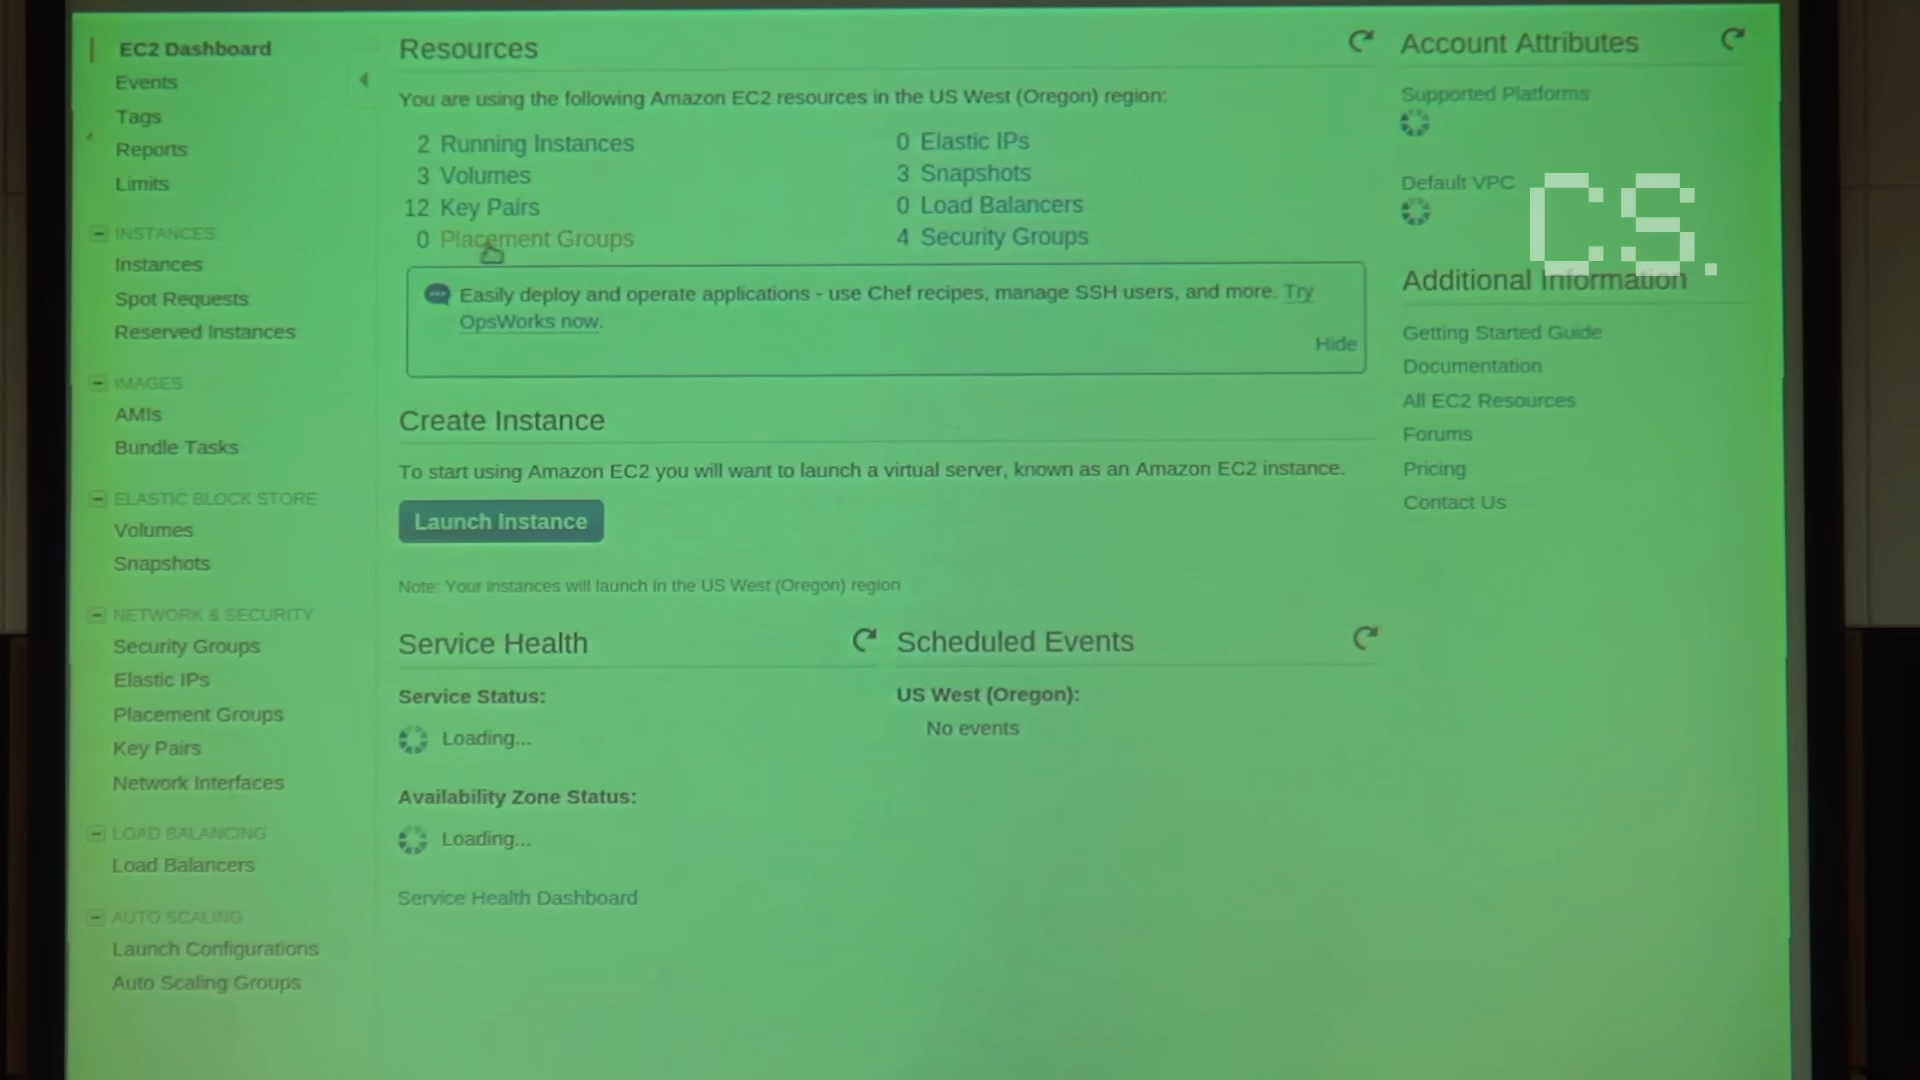 EC2 Dashboard
Events
Tags
Reports
Limits
INSTANCES
Instances
Spot Requests
Reserved Instances
IMAGES
AMIs
Bundle Tasks
ELASTIC BLOCK STORE
Volumes
Snapshots
NETWORK & SECURITY
Security Groups
Elastic IPs
Placement Groups
Key Pairs
Network Interfaces
LOAD BALANCING
Load Balancers
AUTO SCALING
Launch Configurations
Auto Scaling Groups
Resources
You are using the following Amazon EC2 resources in the US West (Oregon) region:
2 Running Instances
0 Elastic IPs
3 Volumes
3 Snapshots
12 Key Pairs
0 Load Balancers
0 Placement Groups
4 Security Groups
Easily deploy and operate applications - use Chef recipes, manage SSH users, and more. Try
OpsWorks now.
Hide
Create Instance
To start using Amazon EC2 you will want to launch a virtual server, known as an Amazon EC2 instance.
Launch Instance
Note: Your instances will launch in the US West (Oregon) region
Service Health
Service Status:
Loading...
Availability Zone Status:
Loading...
Service Health Dashboard
Scheduled Events
US West (Oregon):
No events
Account Attributes
Supported Platforms
Default VPC
CS.
Additional Information
Getting Started Guide
Documentation
All EC2 Resources
Forums
Pricing
Contact Us